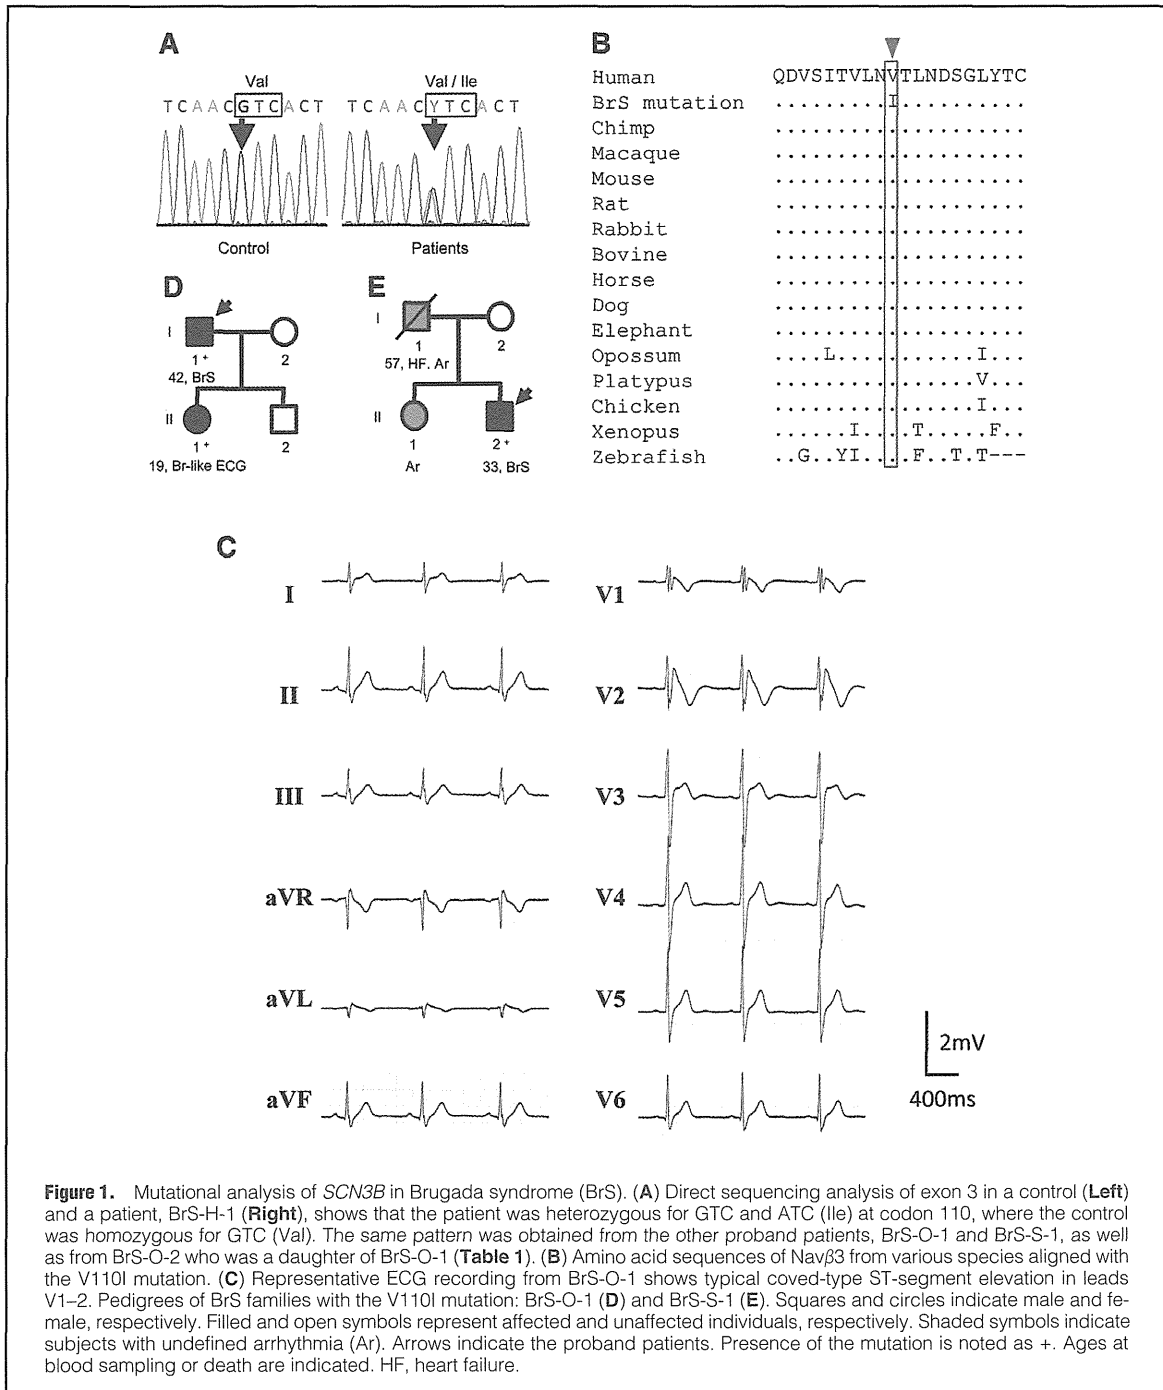 A
Val
T C A A C G T C A C T
Control
Val / Ile
T C A A C Y T C A C T
Patients
B
Human QDVSITVLNVTLNDSGLYTC
BrS mutation .........I..........
Chimp ....................
Macaque ....................
Mouse ....................
Rat ....................
Rabbit ....................
Bovine ....................
Horse ....................
Dog ....................
Elephant ....................
Opossum ....L...........I...
Platypus ................V...
Chicken ................I...
Xenopus ......I....T.....F..
Zebrafish ..G..YI....F..T.T---
D
I
1 +
2
42, BrS
II
1 +
2
19, Br-like ECG
E
I
1
2
57, HF. Ar
II
1
2 +
Ar
33, BrS
C
I
II
III
aVR
aVL
aVF
V1
V2
V3
V4
V5
V6
2mV
400ms
Figure 1. Mutational analysis of SCN3B in Brugada syndrome (BrS). (A) Direct sequencing analysis of exon 3 in a control (Left)
and a patient, BrS-H-1 (Right), shows that the patient was heterozygous for GTC and ATC (Ile) at codon 110, where the control
was homozygous for GTC (Val). The same pattern was obtained from the other proband patients, BrS-O-1 and BrS-S-1, as well
as from BrS-O-2 who was a daughter of BrS-O-1 (Table 1). (B) Amino acid sequences of Navβ3 from various species aligned with
the V110I mutation. (C) Representative ECG recording from BrS-O-1 shows typical coved-type ST-segment elevation in leads
V1–2. Pedigrees of BrS families with the V110I mutation: BrS-O-1 (D) and BrS-S-1 (E). Squares and circles indicate male and fe-
male, respectively. Filled and open symbols represent affected and unaffected individuals, respectively. Shaded symbols indicate
subjects with undefined arrhythmia (Ar). Arrows indicate the proband patients. Presence of the mutation is noted as +. Ages at
blood sampling or death are indicated. HF, heart failure.